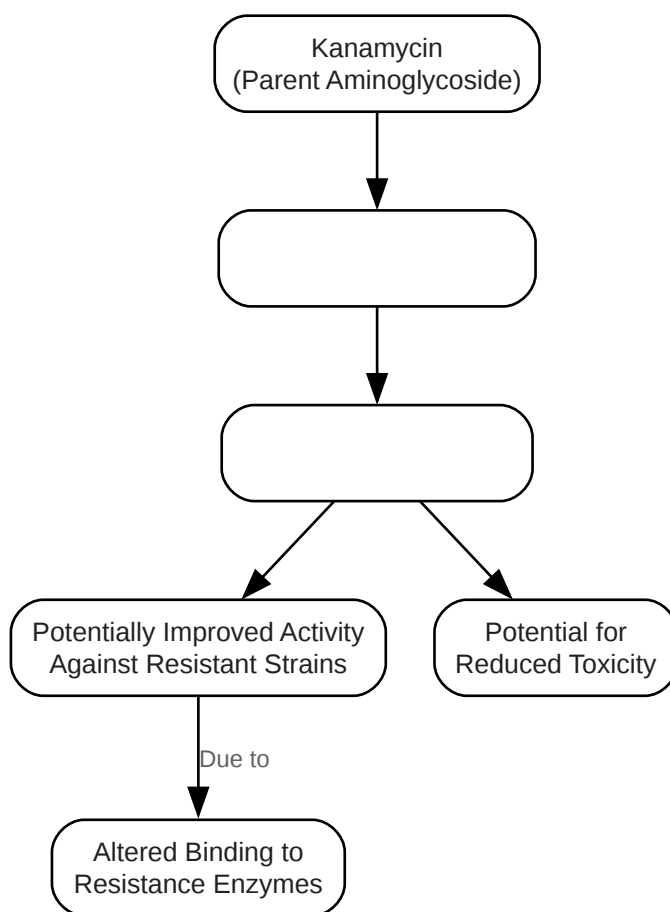 Kanamycin
(Parent Aminoglycoside)
Potentially Improved Activity
Against Resistant Strains
Potential for
Reduced Toxicity
Due to
Altered Binding to
Resistance Enzymes